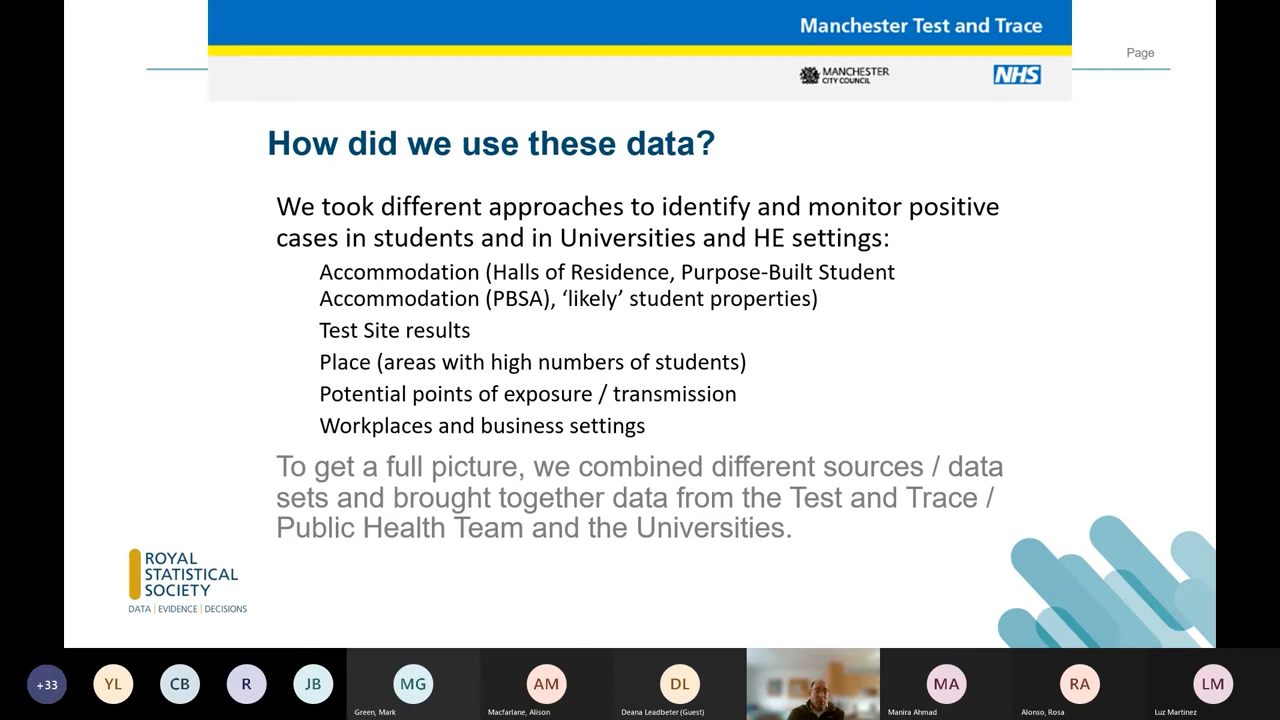 Manchester Test and Trace
Page
MANCHESTER
CITY COUNCIL
NHS
How did we use these data?
We took different approaches to identify and monitor positive
cases in students and in Universities and HE settings:
Accommodation (Halls of Residence, Purpose-Built Student
Accommodation (PBSA), ‘likely’ student properties)
Test Site results
Place (areas with high numbers of students)
Potential points of exposure / transmission
Workplaces and business settings
To get a full picture, we combined different sources / data
sets and brought together data from the Test and Trace /
Public Health Team and the Universities.
ROYAL
STATISTICAL
SOCIETY
DATA | EVIDENCE | DECISIONS
+33
YL
CB
R
JB
MG
AM
DL
MA
RA
LM
Green, Mark
Macfarlane, Alison
Deana Leadbeter (Guest)
Manira Ahmad
Alonso, Rosa
Luz Martinez